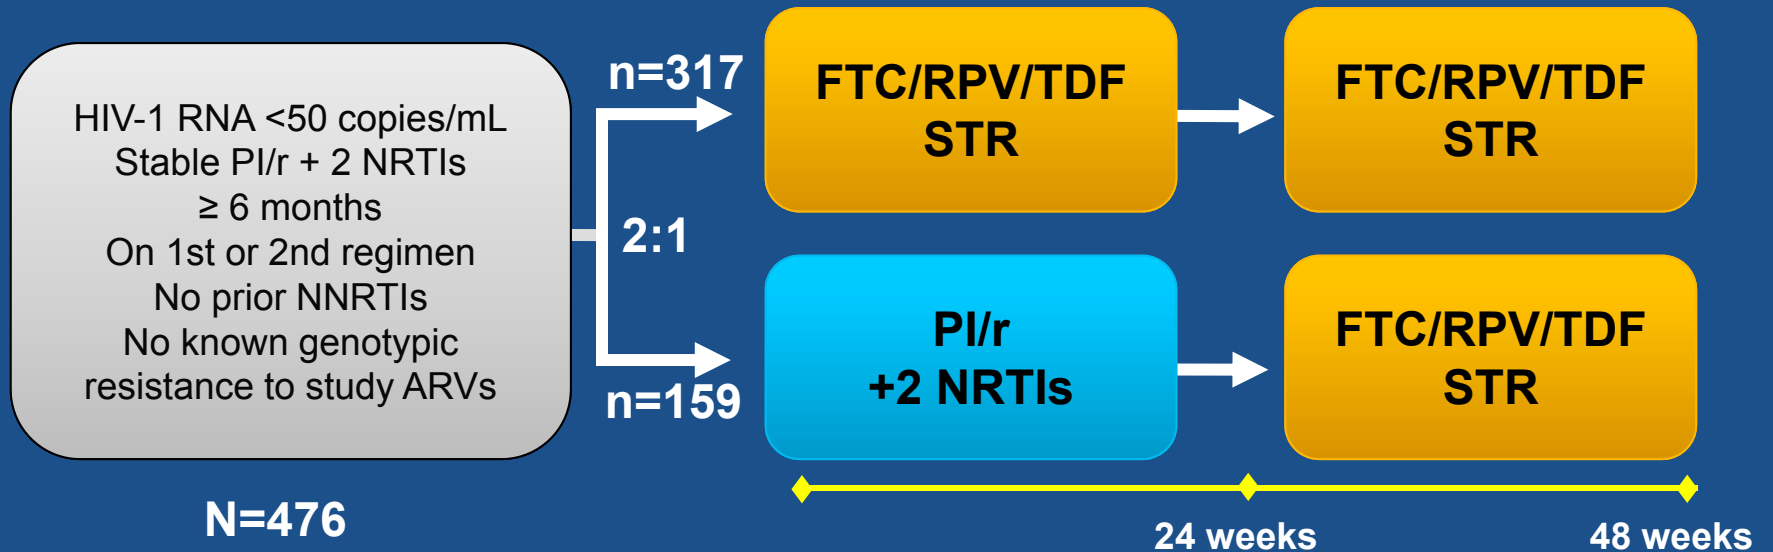 HIV-1 RNA <50 copies/mL
Stable PI/r + 2 NRTIs
≥ 6 months
On 1st or 2nd regimen
No prior NNRTIs
No known genotypic
resistance to study ARVs
N=476
n=317
2:1
n=159
FTC/RPV/TDF
STR
FTC/RPV/TDF
STR
PI/r
+2 NRTIs
FTC/RPV/TDF
STR
24 weeks
48 weeks